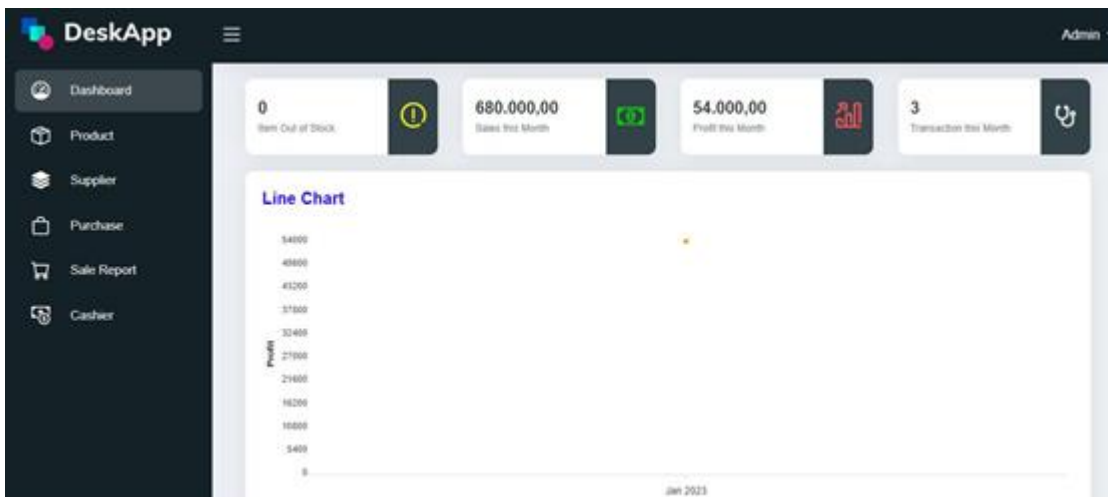 DeskApp
Admin
Dashboard
Product
Supplier
Purchase
Sale Report
Cashier
0
Item Out of Stock
680.000,00
Sales this Month
54.000,00
Profit this Month
3
Transaction this Month
Line Chart
54000
48600
43200
37800
32400
27000
21600
16200
10800
5400
0
Profit
Jan 2023